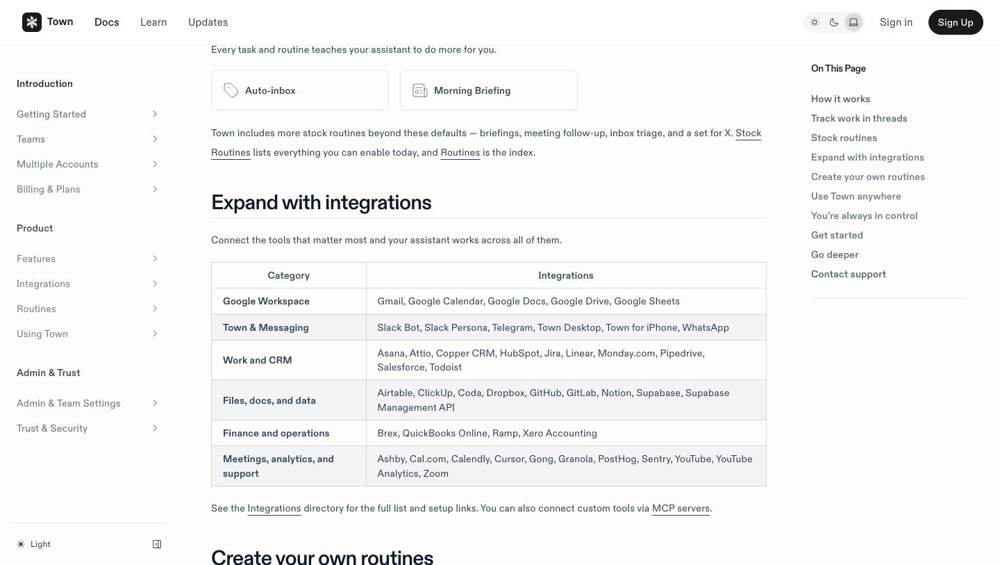 Town
Docs
Learn
Updates
Sign in
Sign Up
Introduction
Getting Started
Teams
Multiple Accounts
Billing & Plans
Product
Features
Integrations
Routines
Using Town
Admin & Trust
Admin & Team Settings
Trust & Security
Light
Every task and routine teaches your assistant to do more for you.
Auto-inbox
Morning Briefing
Town includes more stock routines beyond these defaults — briefings, meeting follow-up, inbox triage, and a set for X. Stock
Routines lists everything you can enable today, and Routines is the index.
Expand with integrations
Connect the tools that matter most and your assistant works across all of them.
Category
Integrations
Google Workspace
Gmail, Google Calendar, Google Docs, Google Drive, Google Sheets
Town & Messaging
Slack Bot, Slack Persona, Telegram, Town Desktop, Town for iPhone, WhatsApp
Work and CRM
Asana, Attio, Copper CRM, HubSpot, Jira, Linear, Monday.com, Pipedrive,
Salesforce, Todoist
Files, docs, and data
Airtable, ClickUp, Coda, Dropbox, GitHub, GitLab, Notion, Supabase, Supabase
Management API
Finance and operations
Brex, QuickBooks Online, Ramp, Xero Accounting
Meetings, analytics, and
support
Ashby, Cal.com, Calendly, Cursor, Gong, Granola, PostHog, Sentry, YouTube, YouTube
Analytics, Zoom
See the Integrations directory for the full list and setup links. You can also connect custom tools via MCP servers.
Create your own routines
On This Page
How it works
Track work in threads
Stock routines
Expand with integrations
Create your own routines
Use Town anywhere
You're always in control
Get started
Go deeper
Contact support